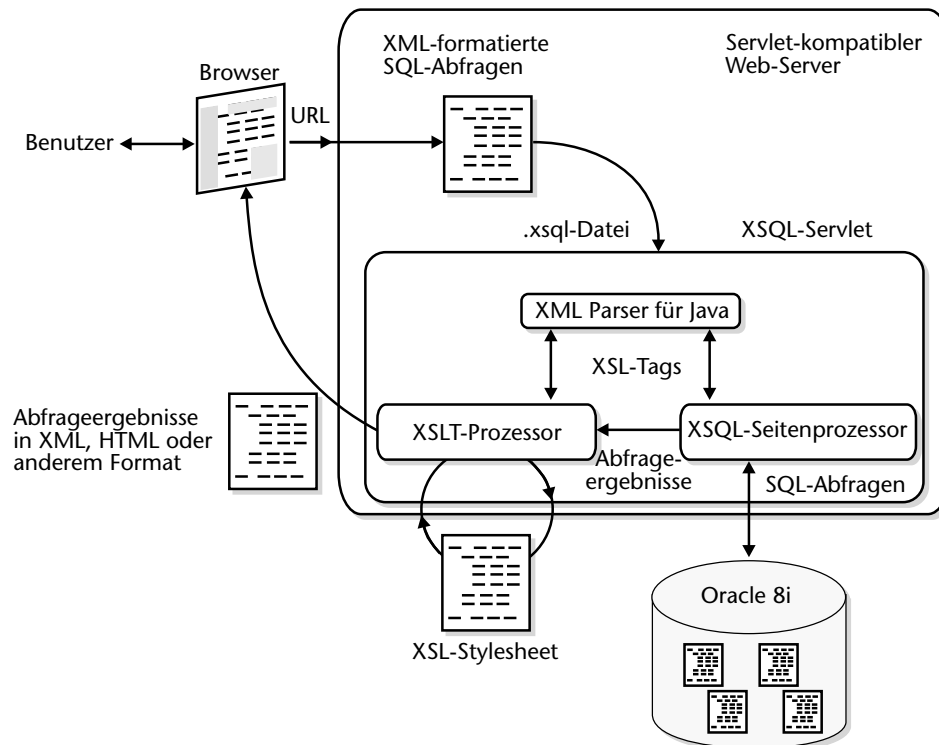 XML-formatierte
SQL-Abfragen
Servlet-kompatibler
Web-Server
Browser
URL
Benutzer
.xsql-Datei
XSQL-Servlet
XML Parser für Java
XSL-Tags
Abfrageergebnisse
in XML, HTML oder
anderem Format
XSLT-Prozessor
XSQL-Seitenprozessor
Abfrage-
ergebnisse
SQL-Abfragen
XSL-Stylesheet
Oracle 8i